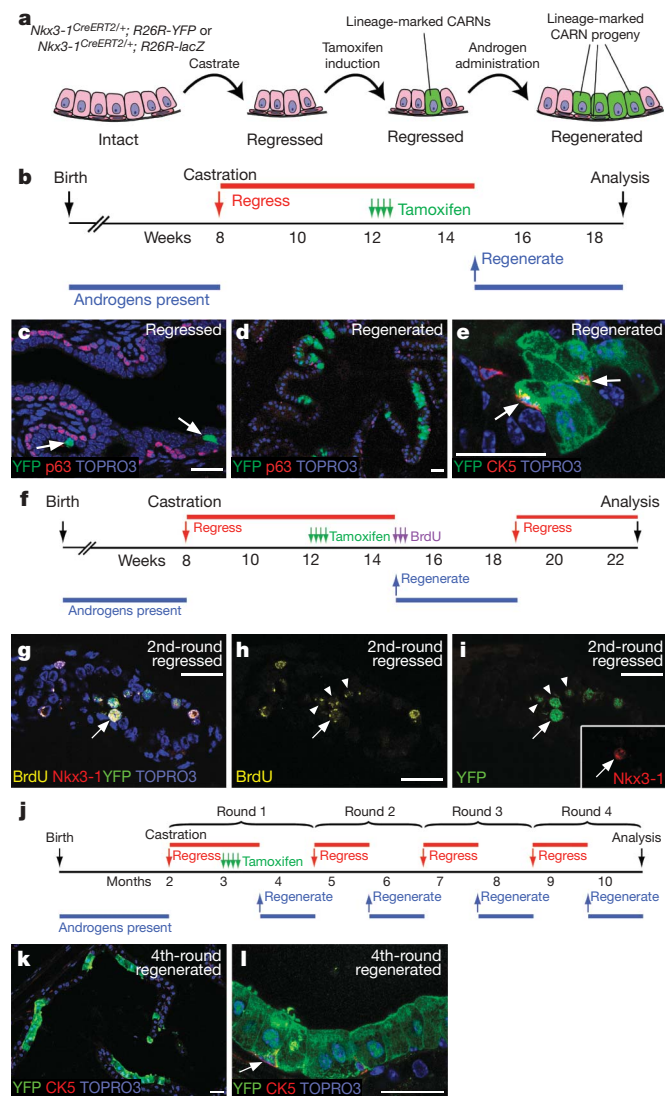 a
Nkx3-1CreERT2/+; R26R-YFP or
Nkx3-1CreERT2/+; R26R-lacZ
Castrate
Tamoxifen
induction
Lineage-marked CARNs
Androgen
administration
Lineage-marked
CARN progeny
Intact
Regressed
Regressed
Regenerated
b
Birth
Castration
Analysis
Regress
Tamoxifen
Weeks 8 10 12 14 16 18
Regenerate
Androgens present
c Regressed
YFP p63 TOPRO3
d Regenerated
YFP p63 TOPRO3
e Regenerated
YFP CK5 TOPRO3
f
Birth
Castration
Analysis
Regress
Tamoxifen
BrdU
Regress
Weeks 8 10 12 14 16 18 20 22
Regenerate
Androgens present
g 2nd-round
regressed
BrdU Nkx3-1 YFP TOPRO3
h 2nd-round
regressed
BrdU
i 2nd-round
regressed
YFP
Nkx3-1
j
Round 1 Round 2 Round 3 Round 4
Birth
Castration
Analysis
Regress
Tamoxifen
Regress
Regress
Regress
Months 2 3 4 5 6 7 8 9 10
Regenerate
Regenerate
Regenerate
Regenerate
Androgens present
k 4th-round
regenerated
YFP CK5 TOPRO3
l 4th-round
regenerated
YFP CK5 TOPRO3